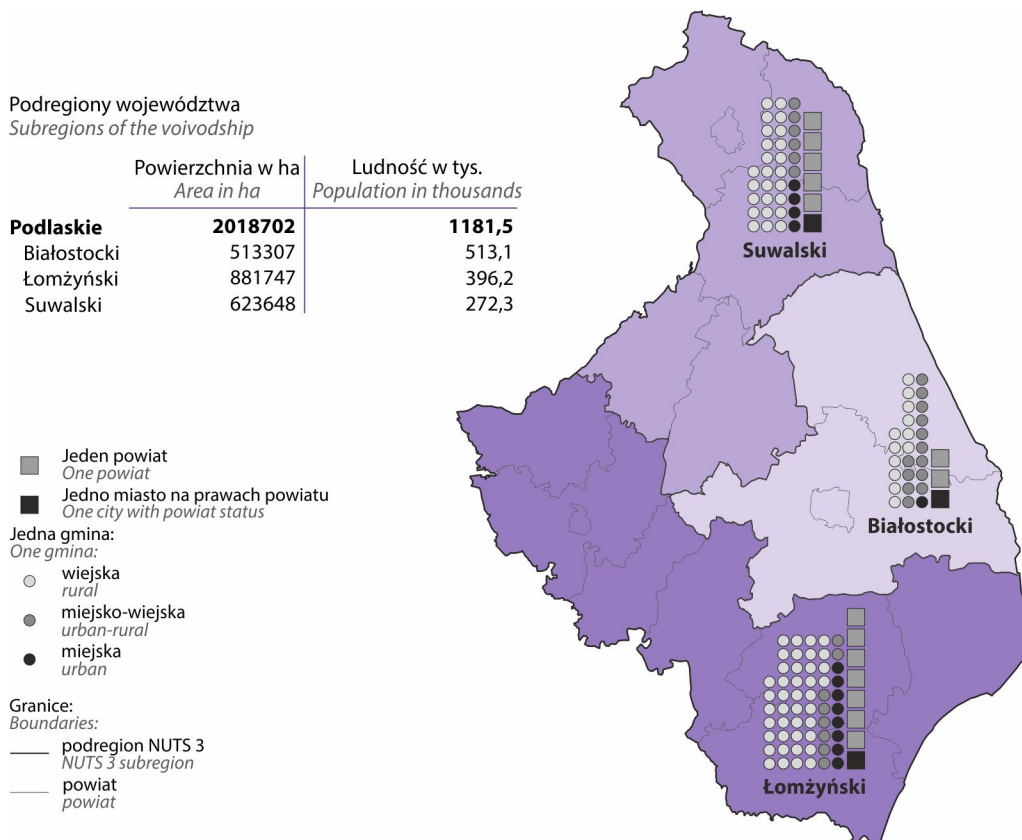 Podregiony województwa
Subregions of the voivodship
Powierzchnia w ha Ludność w tys.
Area in ha Population in thousands
Podlaskie 2018702 1181,5
Białostocki 513307 513,1
Łomżyński 881747 396,2
Suwalski 623648 272,3
Suwalski
Jeden powiat
One powiat
Jedno miasto na prawach powiatu
One city with powiat status
Jedna gmina:
One gmina:
wiejska
rural
miejsko-wiejska
urban-rural
miejska
urban
Granice:
Boundaries:
podregion NUTS 3
NUTS 3 subregion
powiat
powiat
Białostocki
Łomżyński